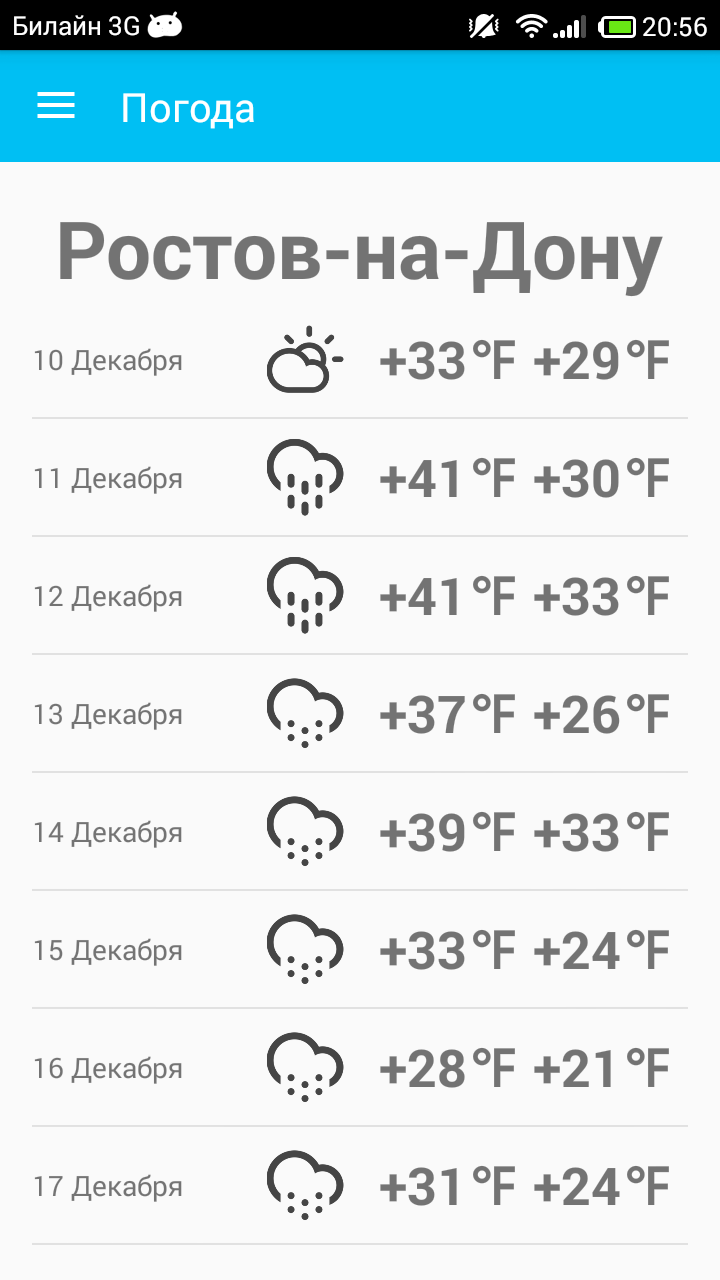 Билайн 3G 20:56
Погода
Ростов-на-Дону
10 Декабря +33°F +29°F
11 Декабря +41°F +30°F
12 Декабря +41°F +33°F
13 Декабря +37°F +26°F
14 Декабря +39°F +33°F
15 Декабря +33°F +24°F
16 Декабря +28°F +21°F
17 Декабря +31°F +24°F